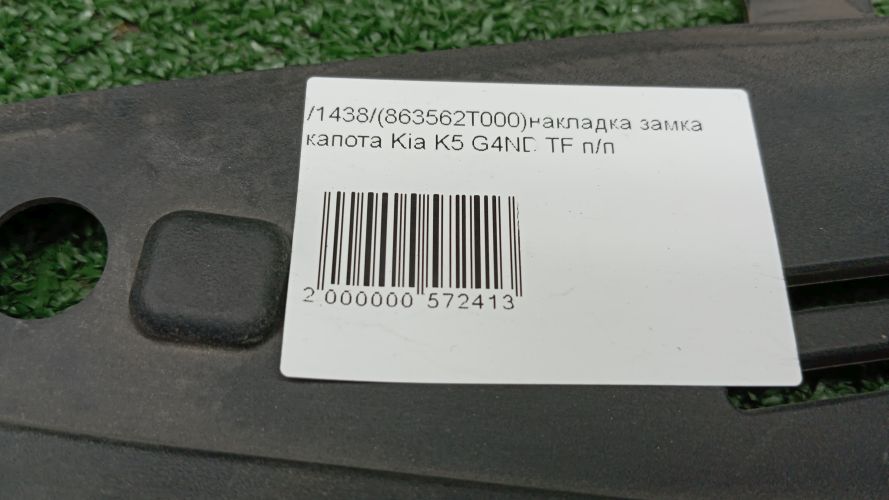 /1438/(863562T000)накладка замка
капота Kia K5 G4ND TF п/п
2 000000 572413